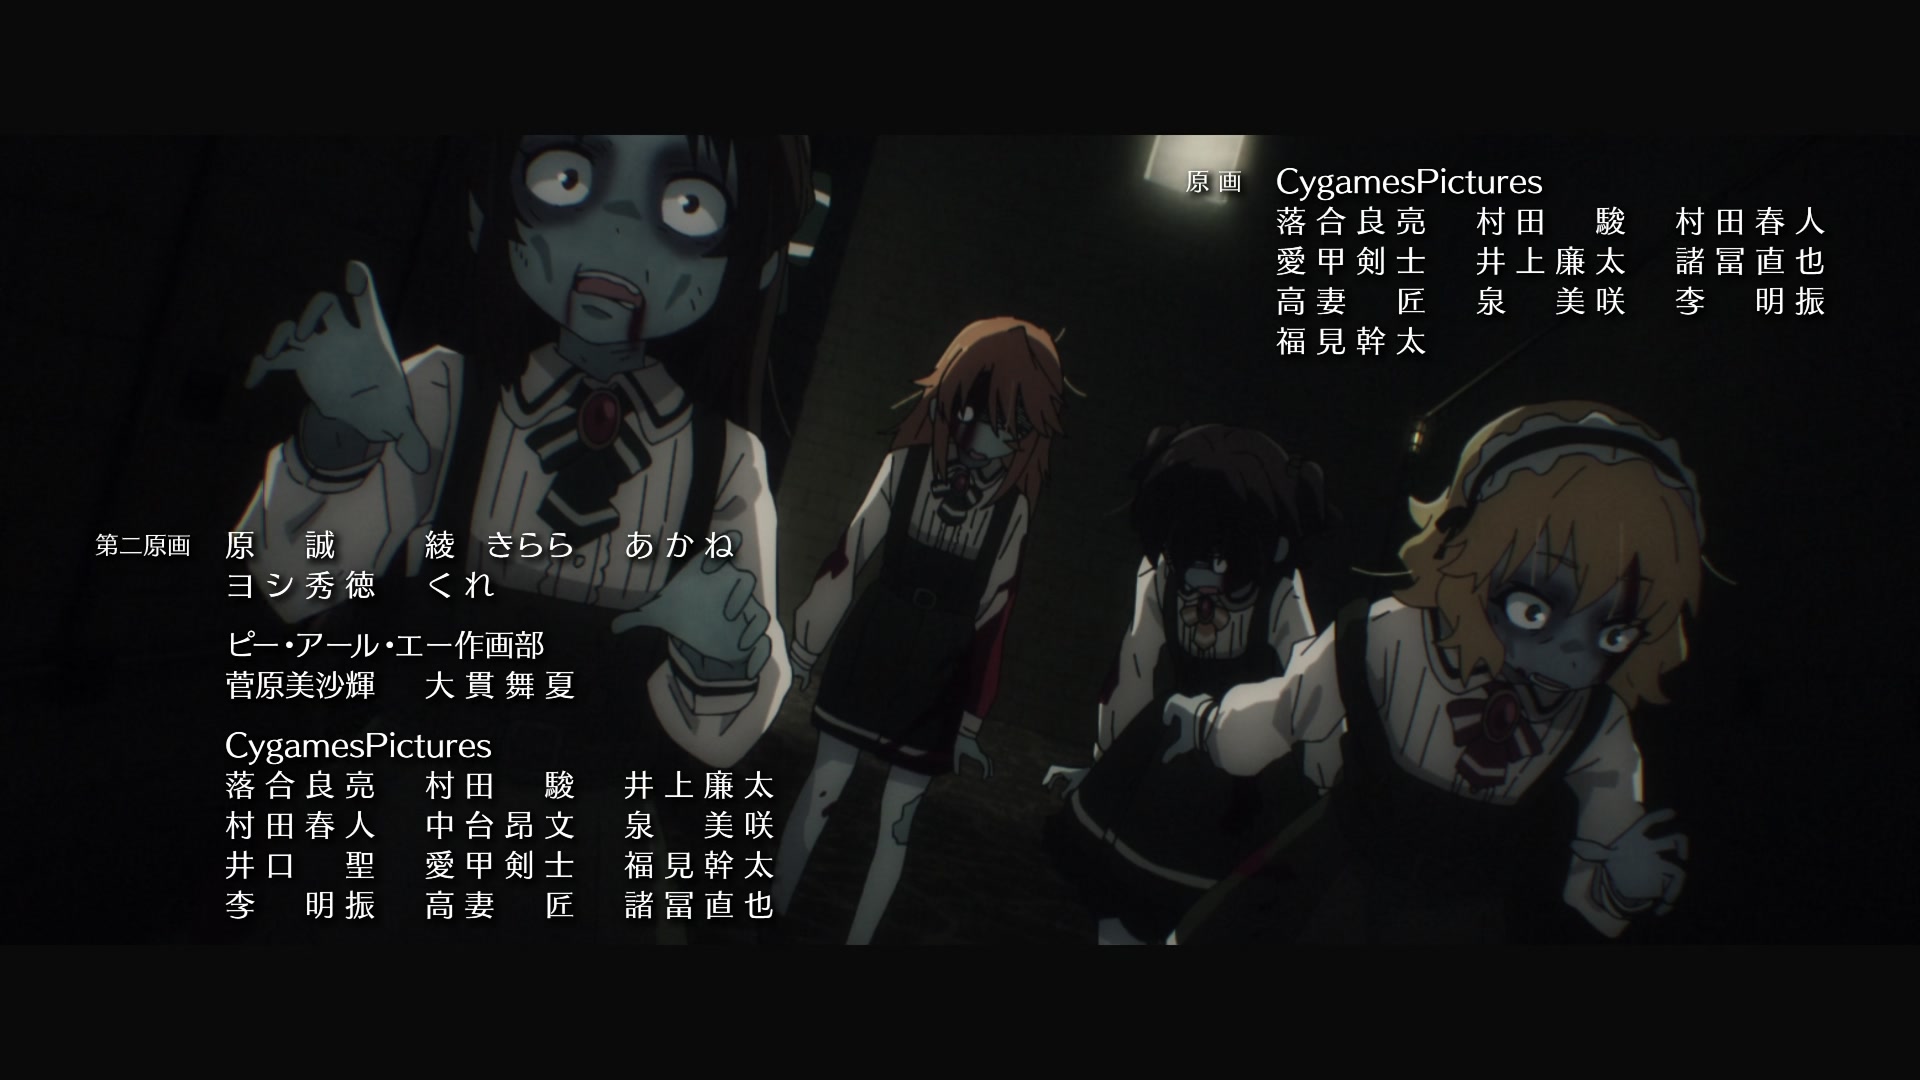 原画 CygamesPictures
落合良亮 村田 駿 村田春人
愛甲剣士 井上廉太 諸冨直也
高妻 匠 泉 美咲 李 明振
福見幹太
第二原画 原 誠 綾 きらら あかね
ヨシ秀徳 くれ
ピー・アール・エー作画部
菅原美沙輝 大貫舞夏
CygamesPictures
落合良亮 村田 駿 井上廉太
村田春人 中台昂文 泉 美咲
井口 聖 愛甲剣士 福見幹太
李 明振 高妻 匠 諸冨直也